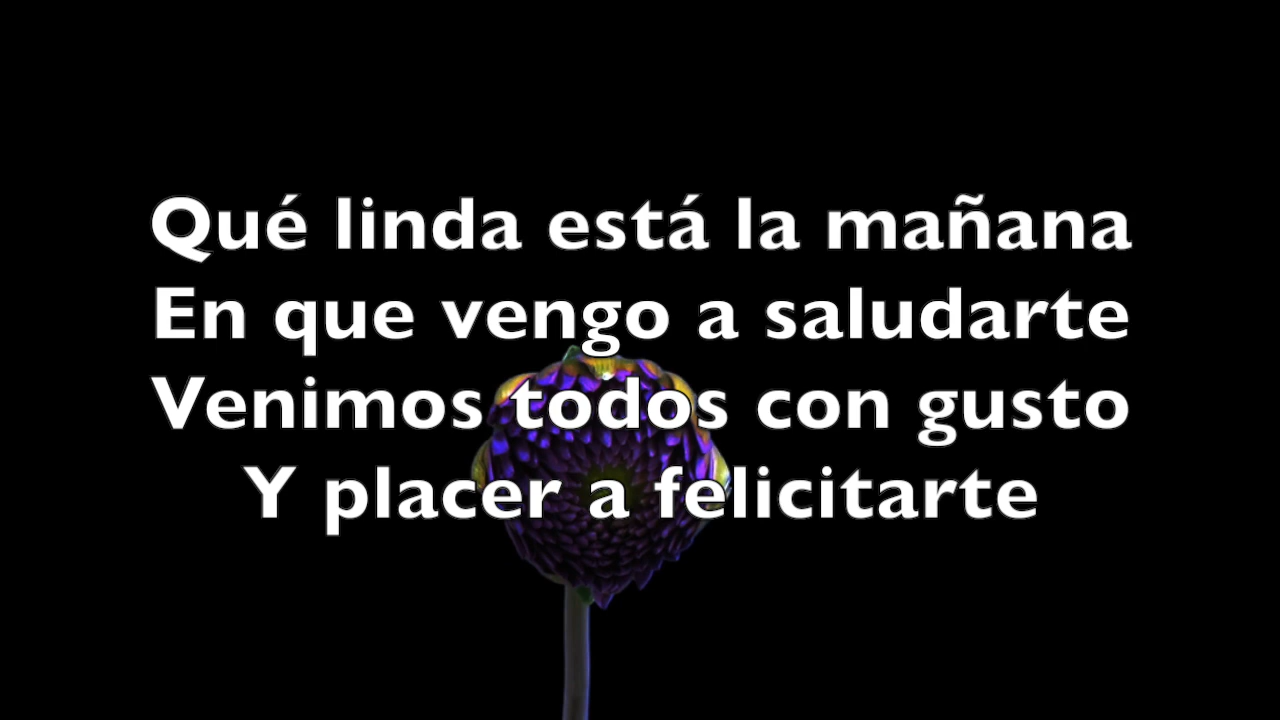 Qué linda está la mañana
En que vengo a saludarte
Venimos todos con gusto
Y placer a felicitarte